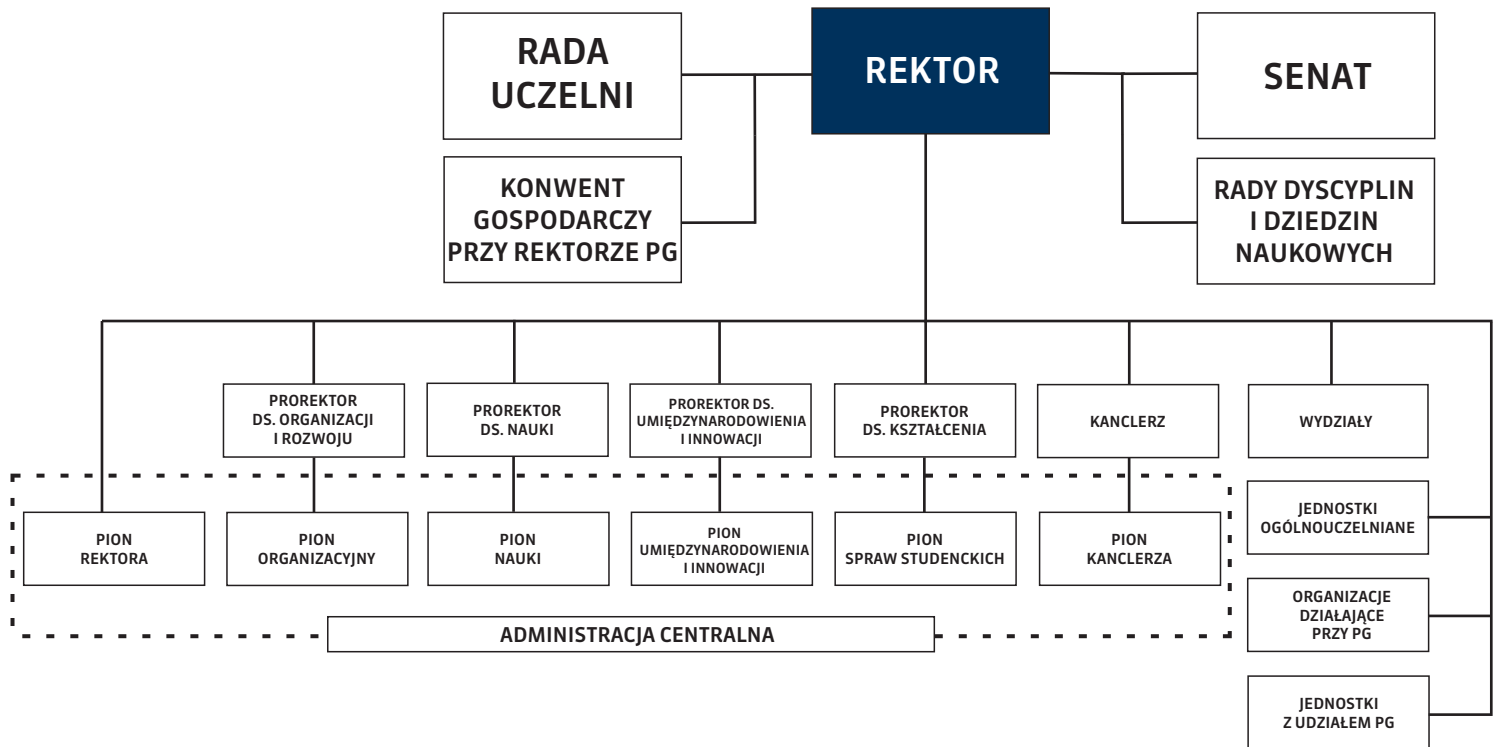 RADA
UCZELNI
REKTOR
SENAT
KONWENT
GOSPODARCZY
PRZY REKTORZE PG
RADY DYSCYPLIN
I DZIEDZIN
NAUKOWYCH
PROREKTOR
DS. ORGANIZACJI
I ROZWOJU
PROREKTOR
DS. NAUKI
PROREKTOR DS.
UMIĘDZYNARODOWIENIA
I INNOWACJI
PROREKTOR
DS. KSZTAŁCENIA
KANCLERZ
WYDZIAŁY
PION
REKTORA
PION
ORGANIZACYJNY
PION
NAUKI
PION
UMIĘDZYNARODOWIENIA
I INNOWACJI
PION
SPRAW STUDENCKICH
PION
KANCLERZA
JEDNOSTKI
OGÓLNOUCZELNIANE
ORGANIZACJE
DZIAŁAJĄCE
PRZY PG
ADMINISTRACJA CENTRALNA
JEDNOSTKI
Z UDZIAŁEM PG